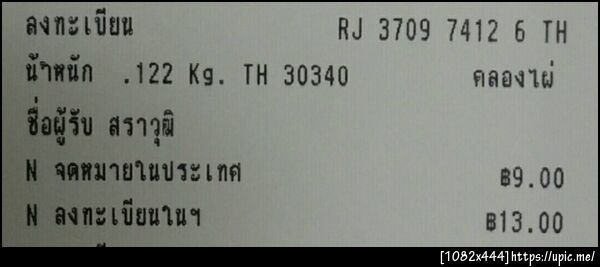 ลงทะเบียน RJ 3709 7412 6 TH
น้ำหนัก .122 Kg. TH 30340 คลองไผ่
ชื่อผู้รับ สราวุฒิ
N จดหมายในประเทศ ฿9.00
N ลงทะเบียนในฯ ฿13.00
[1082x444]https://upic.me/